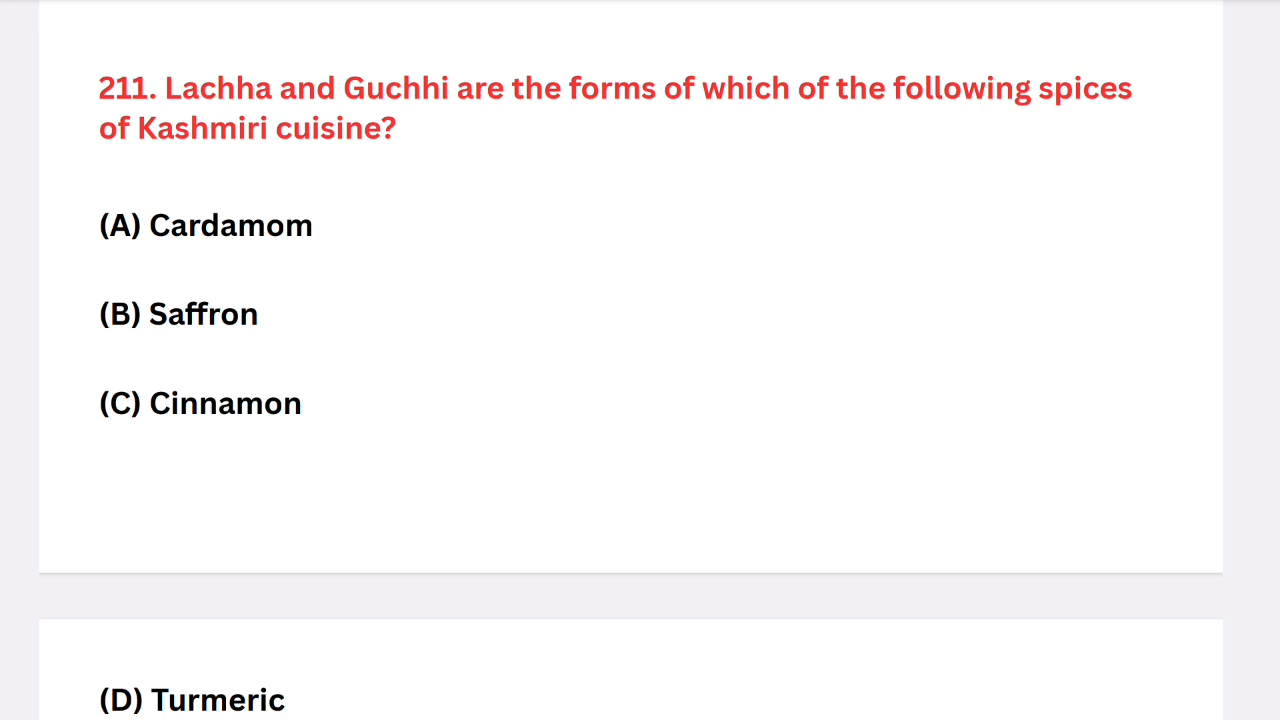 211. Lachha and Guchhi are the forms of which of the following spices
of Kashmiri cuisine?
(A) Cardamom
(B) Saffron
(C) Cinnamon
(D) Turmeric